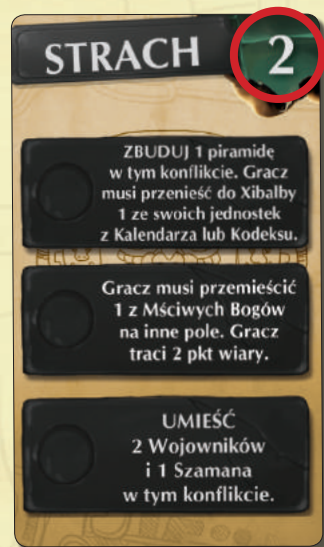 STRACH 2
ZBUDUJ 1 piramidę
w tym konflikcie. Gracz
musi przenieść do Xibalby
1 ze swoich jednostek
z Kalendarza lub Kodeksu.
Gracz musi przemieścić
1 z Mściwych Bogów
na inne pole. Gracz
traci 2 pkt wiary.
UMIEŚĆ
2 Wojowników
i 1 Szamana
w tym konflikcie.